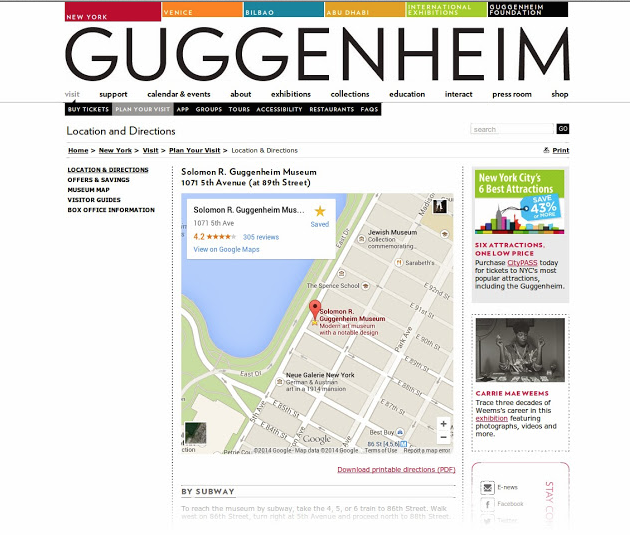 NEW YORK
VENICE
BILBAO
ABU DHABI
INTERNATIONAL
EXHIBITIONS
GUGGENHEIM
FOUNDATION
GUGGENHEIM
visit support calendar & events about exhibitions collections education interact press room shop
BUY TICKETS PLAN YOUR VISIT APP GROUPS TOURS ACCESSIBILITY RESTAURANTS FAQS
Location and Directions
search GO
Home > New York > Visit > Plan Your Visit > Location & Directions
Print
LOCATION & DIRECTIONS
OFFERS & SAVINGS
MUSEUM MAP
VISITOR GUIDES
BOX OFFICE INFORMATION
Solomon R. Guggenheim Museum
1071 5th Avenue (at 89th Street)
Solomon R. Guggenheim Mus...
1071 5th Ave
Saved
4.2 305 reviews
View on Google Maps
Madison
East Dr
Jewish Museum
Collection
commemorating...
Sarabeth's
E 92nd St
The Spence School
E 91st St
Solomon R.
Guggenheim Museum
Modern art museum
with a notable design
E 90th St
Park Ave
E 89th St
E 88th St
East Dr
Neue Galerie New York
German & Austrian
art in a 1914 mansion
E 87th St
5th Ave
E 85th St
E 84th St
Best Buy
86 St [4,5,6]
Google
©2014 Google - Map data ©2014 Google Terms of Use Report a map error
Download printable directions (PDF)
BY SUBWAY
To reach the museum by subway, take the 4, 5, or 6 train to 86th Street. Walk
west on 86th Street, turn right at 5th Avenue and proceed north to 88th Street.
New York City's
6 Best Attractions
SAVE
43%
OR MORE
SIX ATTRACTIONS,
ONE LOW PRICE
Purchase CityPASS today
for tickets to NYC's most
popular attractions,
including the Guggenheim.
CARRIE MAE WEEMS
Trace three decades of
Weems's career in this
exhibition featuring
photographs, videos and
more.
E-news
Facebook
Twitter
STAY CO